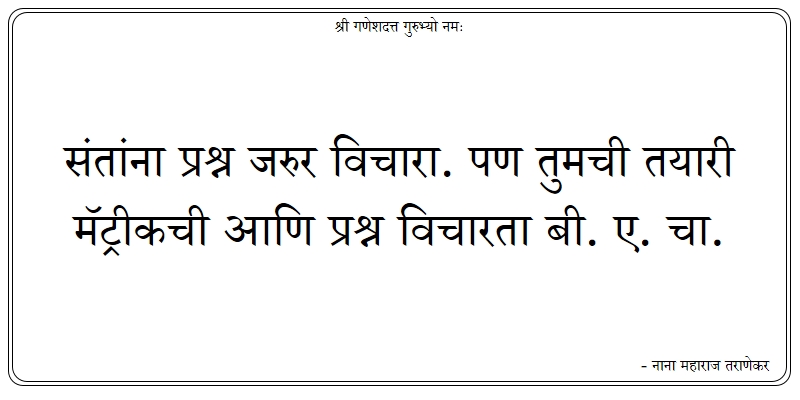 श्री गणेशदत्त गुरुभ्यो नमः
संतांना प्रश्न जरुर विचारा. पण तुमची तयारी
मॅट्रीकची आणि प्रश्न विचारता बी. ए. चा.
- नाना महाराज तराणेकर